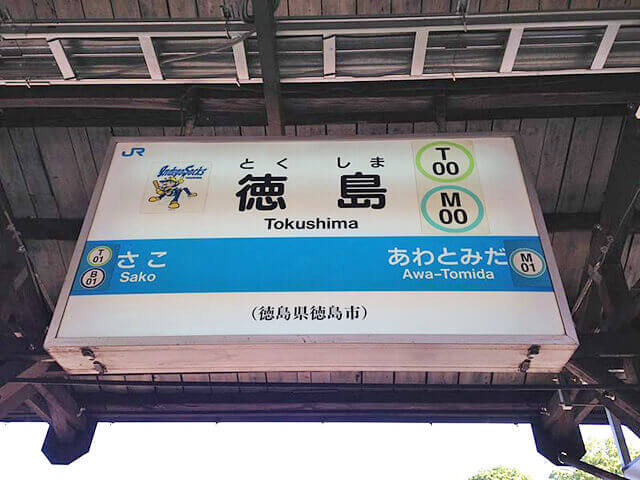 JR
IndigoSocks
とくしま
徳島
Tokushima
T
00
M
00
T
01
B
01
さこ
Sako
あわとみだ
Awa-Tomida
M
01
(徳島県徳島市)